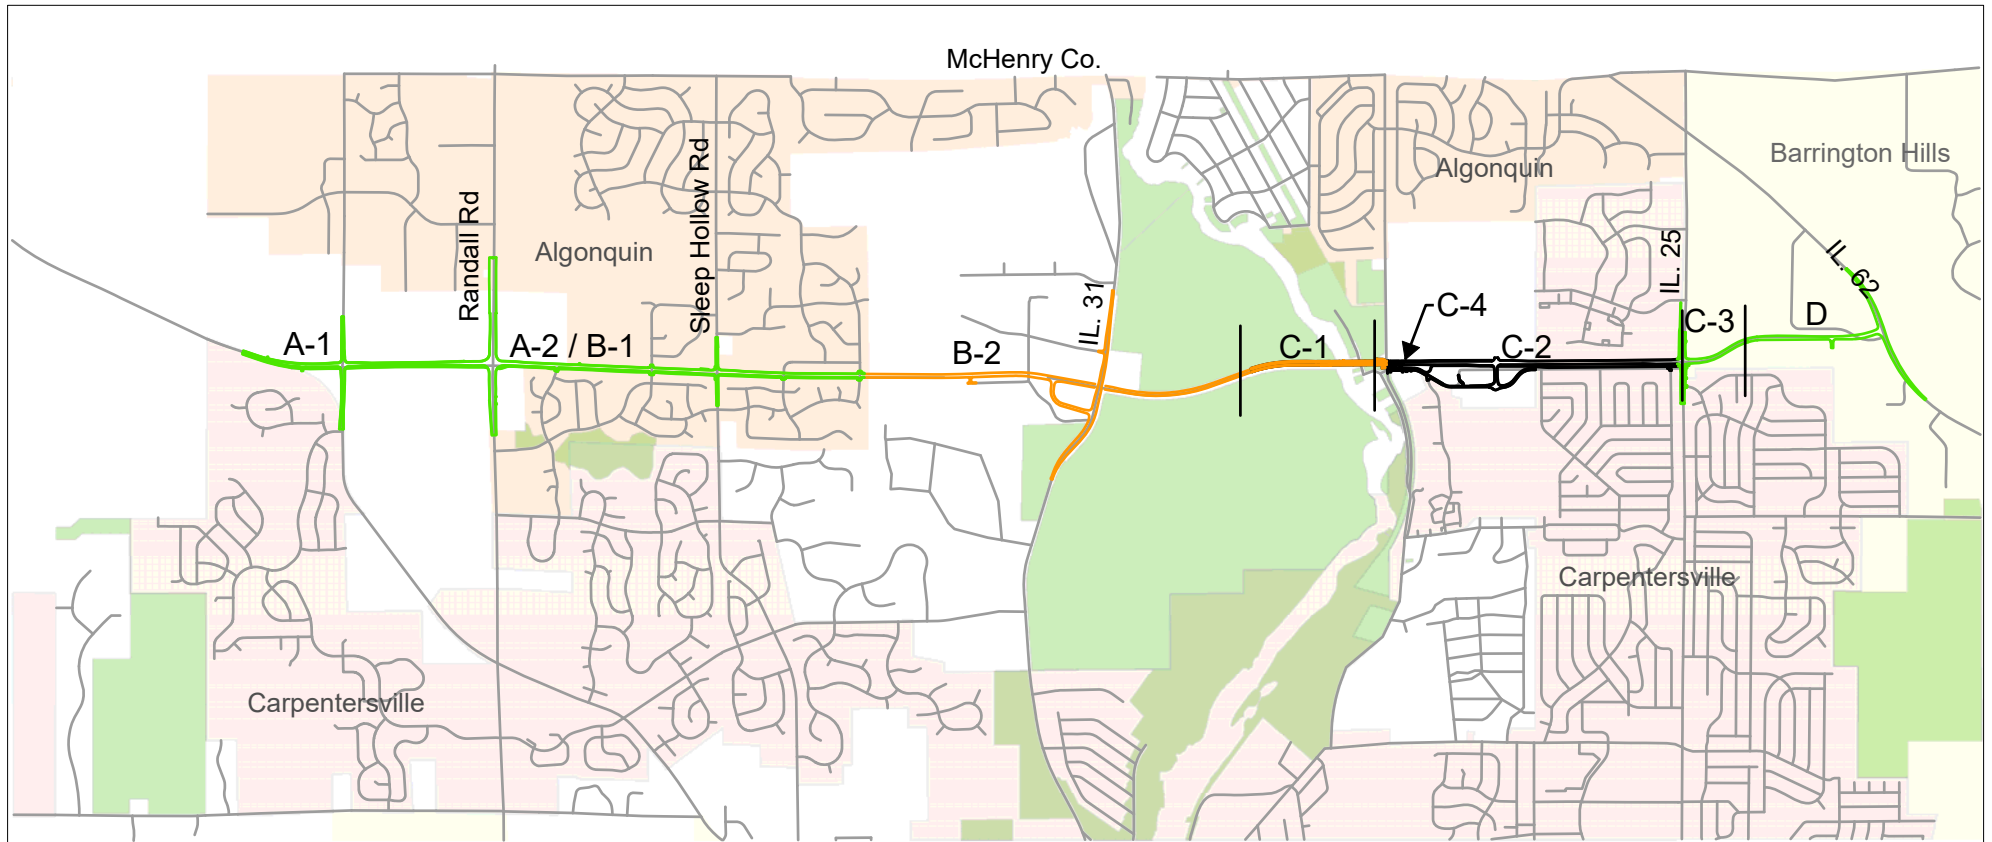 McHenry Co.
Algonquin
Barrington Hills
Randall Rd
Sleep Hollow Rd
Algonquin
IL. 31
IL. 25
IL. 62
A-1
A-2 / B-1
B-2
C-1
C-4
C-2
C-3
D
Carpentersville
Carpentersville